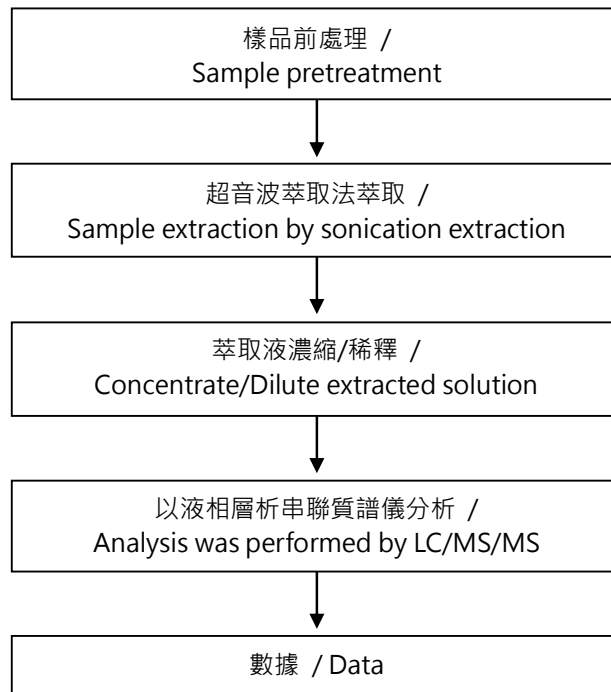 樣品前處理 /
Sample pretreatment
超音波萃取法萃取 /
Sample extraction by sonication extraction
萃取液濃縮/稀釋 /
Concentrate/Dilute extracted solution
以液相層析串聯質譜儀分析 /
Analysis was performed by LC/MS/MS
數據 / Data